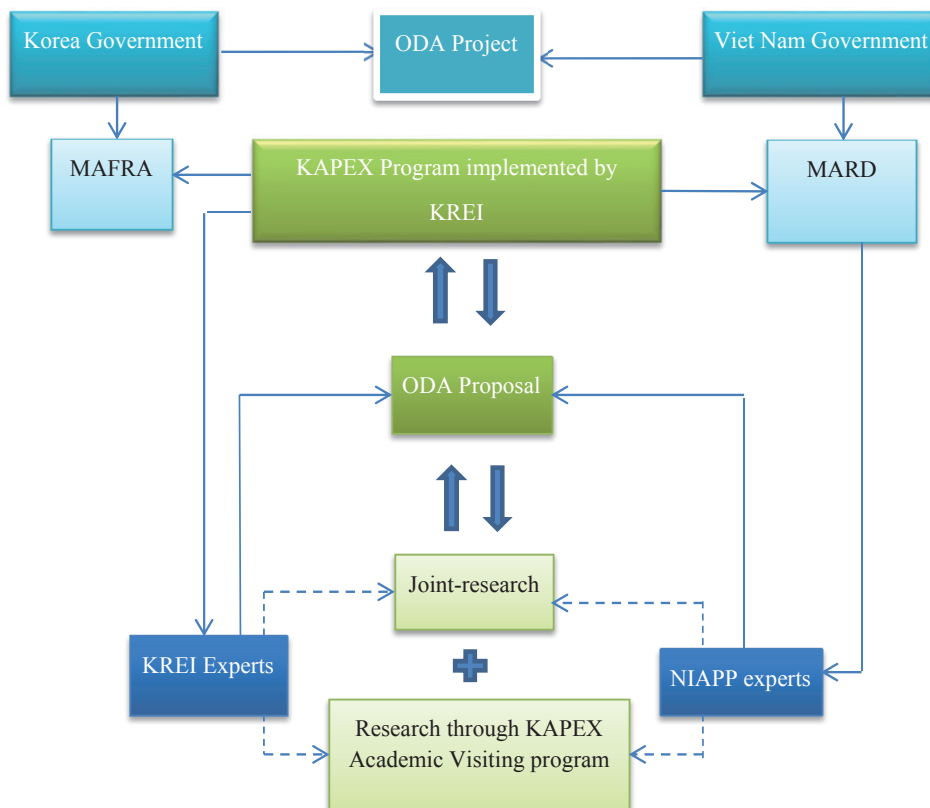 Korea Government
ODA Project
Viet Nam Government
MAFRA
KAPEX Program implemented by
KREI
MARD
ODA Proposal
Joint-research
KREI Experts
NIAPP experts
Research through KAPEX
Academic Visiting program